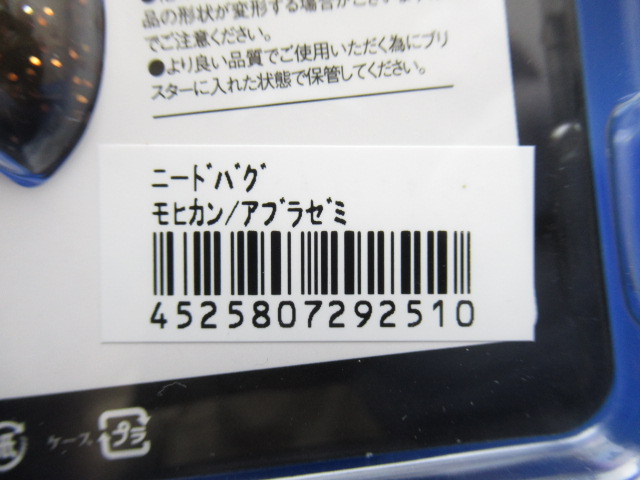 品の形状が変形する場合がございます
でご注意ください。
●より良い品質でご使用いただく為にブリ
スターに入れた状態で保管してください。
ニードバグ
モヒカン/アブラゼミ
4525807292510
ケース プラ